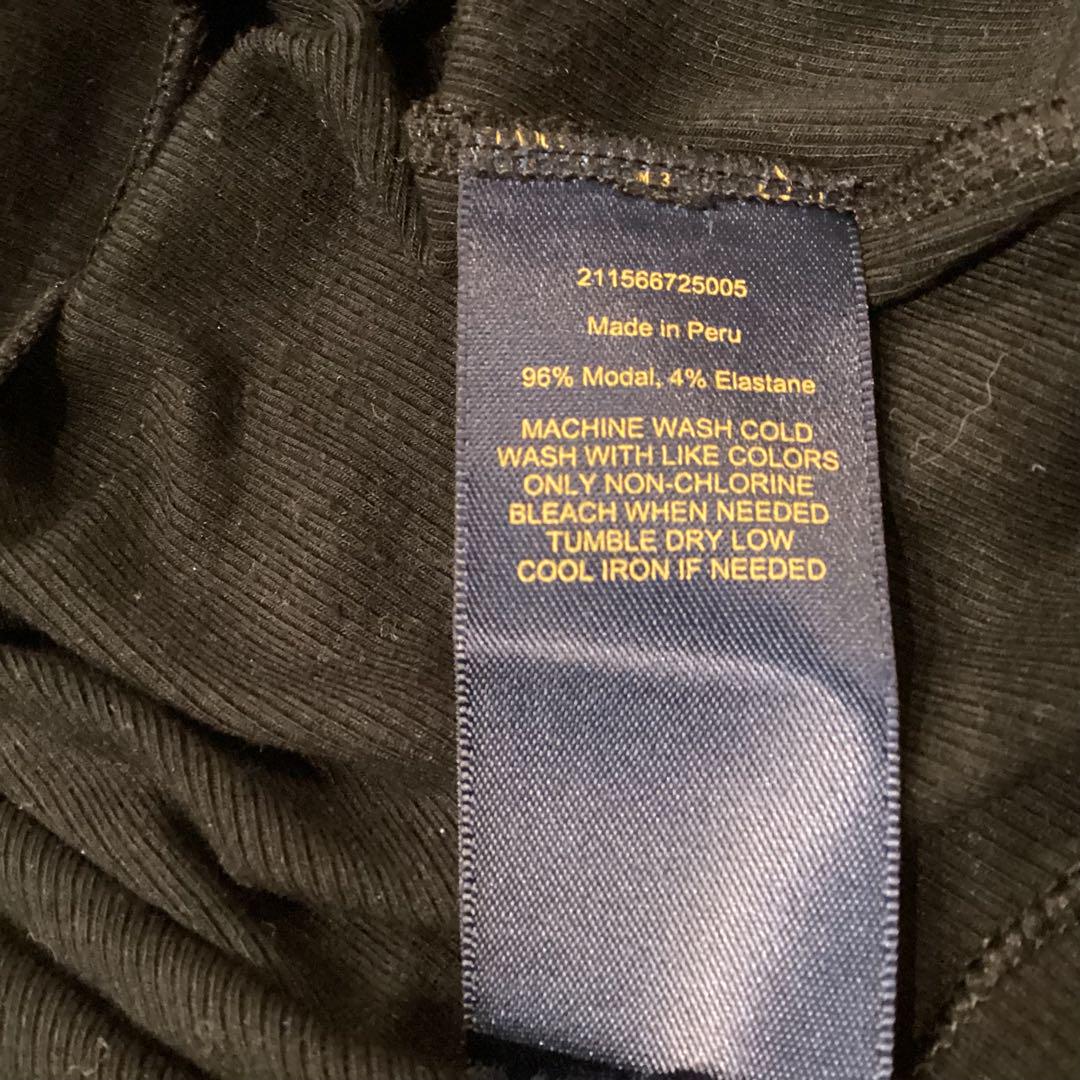 211566725005
Made in Peru
96% Modal, 4% Elastane
MACHINE WASH COLD
WASH WITH LIKE COLORS
ONLY NON-CHLORINE
BLEACH WHEN NEEDED
TUMBLE DRY LOW
COOL IRON IF NEEDED